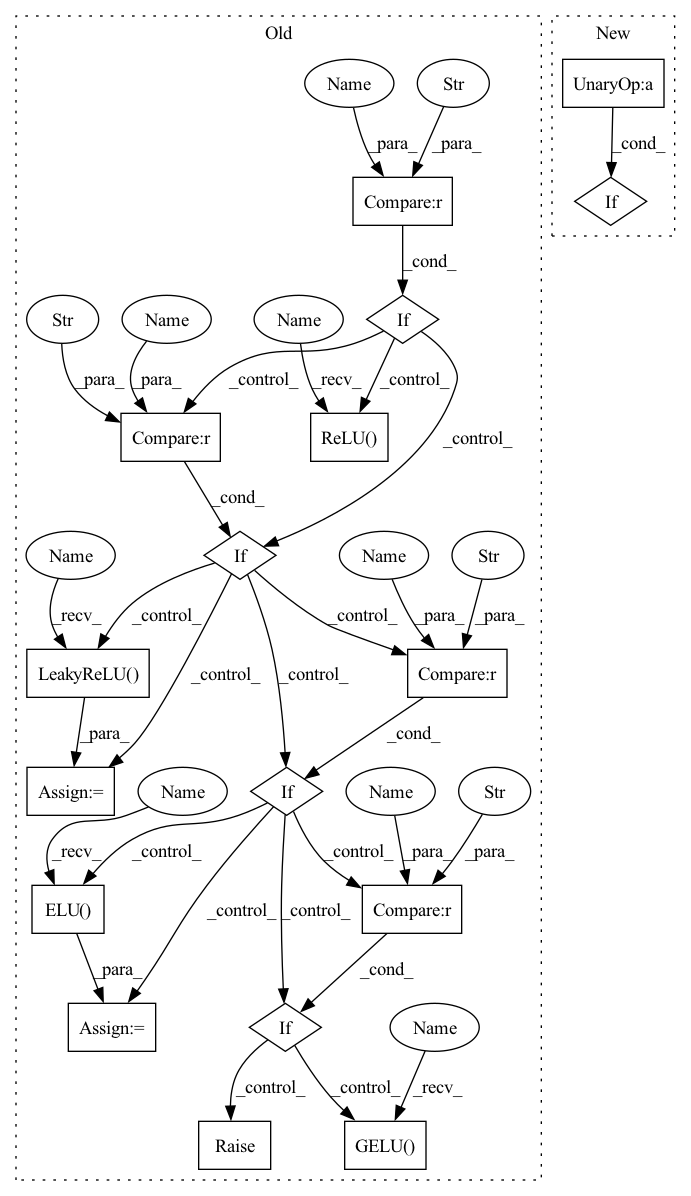 Old
New
Name
Str
UnaryOp:a
_para_
_para_
_cond_
Compare:r
If
_cond_
Str
Name
Name
If
_para_
_para_
_control_
_recv_
_control_
Compare:r
ReLU()
_control_
_cond_
Name
If
Name
Str
_recv_
_control_
_control_
_para_
_para_
LeakyReLU()
_control_
_control_
Compare:r
_para_
_cond_
Assign:=
Name
If
Name
Str
_recv_
_control_
_control_
_para_
_para_
ELU()
_control_
_control_
Compare:r
_para_
_cond_
Assign:=
If
Name
_control_
_control_
_recv_
Raise
GELU()